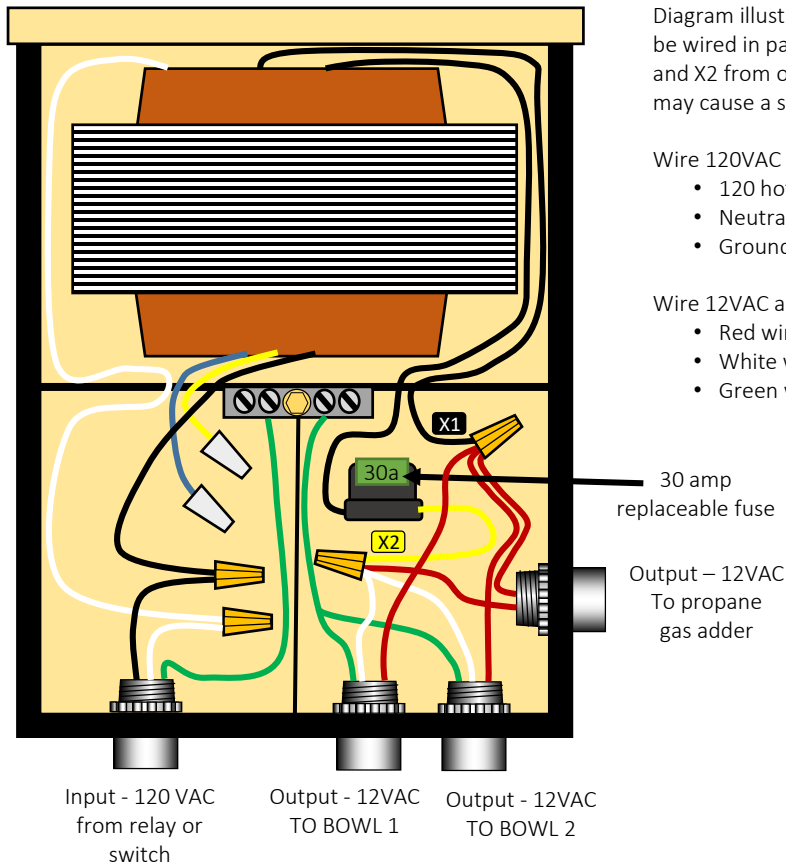 Diagram illust
be wired in pa
and X2 from o
may cause a s
Wire 120VAC
• 120 ho
• Neutra
• Ground
Wire 12VAC a
• Red wir
• White v
• Green v
X1
30a
30 amp
replaceable fuse
X2
Output – 12VAC
To propane
gas adder
Input - 120 VAC
from relay or
switch
Output - 12VAC
TO BOWL 1
Output - 12VAC
TO BOWL 2